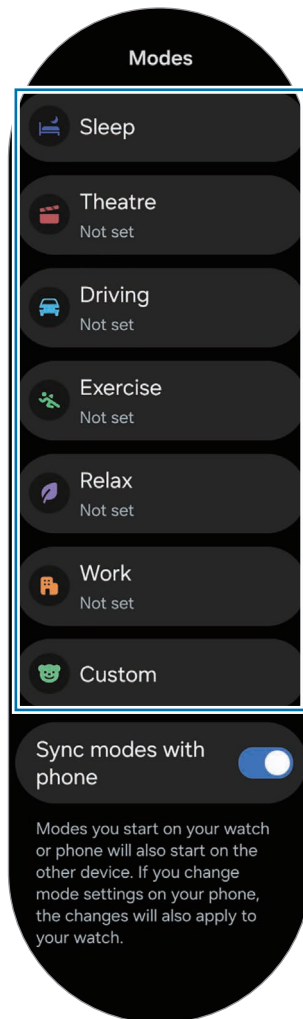 Modes
Sleep
Theatre
Not set
Driving
Not set
Exercise
Not set
Relax
Not set
Work
Not set
Custom
Sync modes with
phone
Modes you start on your watch
or phone will also start on the
other device. If you change
mode settings on your phone,
the changes will also apply to
your watch.